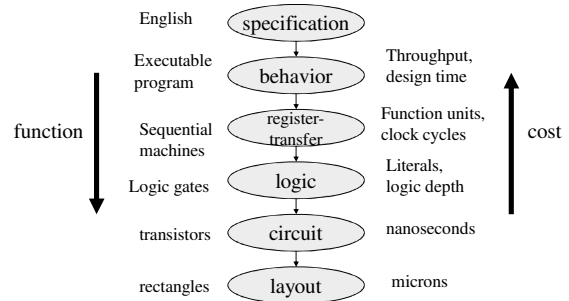 English
specification
Executable
program
behavior
Throughput,
design time
function
Sequential
machines
register-
transfer
Function units,
clock cycles
cost
Logic gates
logic
Literals,
logic depth
transistors
circuit
nanoseconds
rectangles
layout
microns